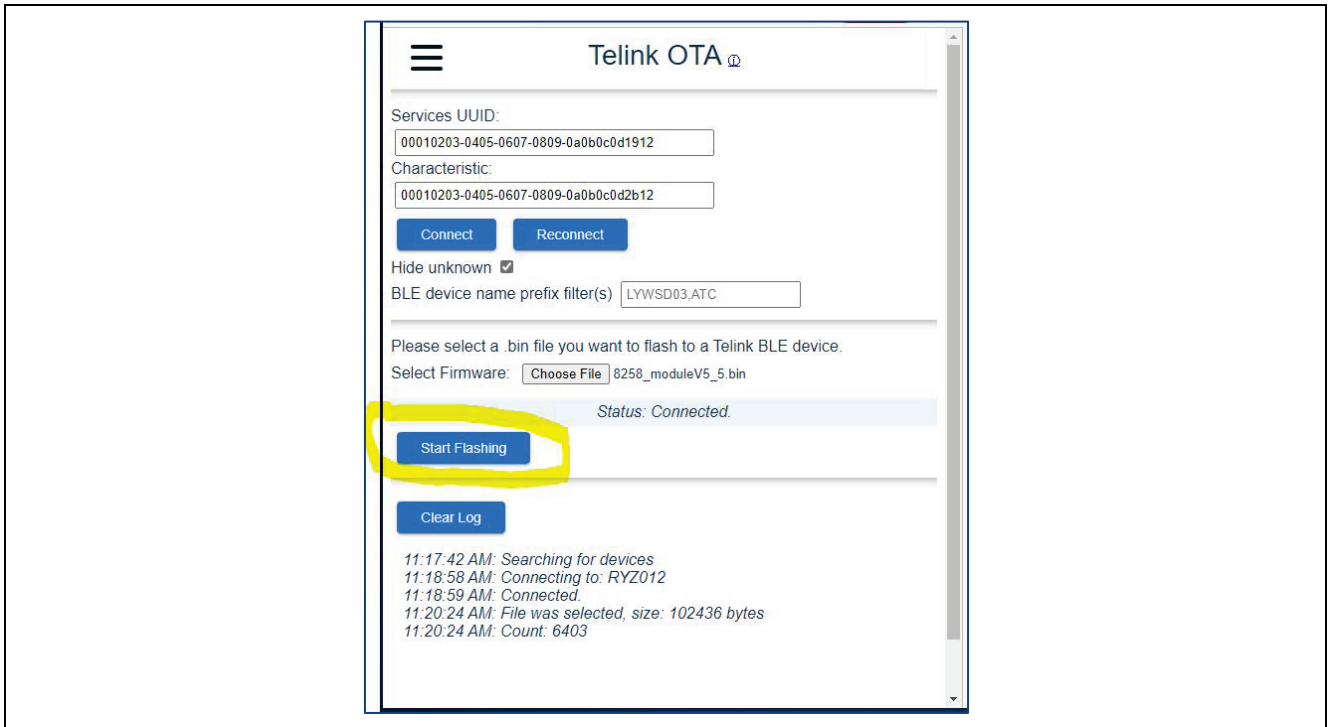 Telink OTA ⓘ
Services UUID:
00010203-0405-0607-0809-0a0b0c0d1912
Characteristic:
00010203-0405-0607-0809-0a0b0c0d2b12
Connect Reconnect
Hide unknown
BLE device name prefix filter(s) LYWSD03,ATC
Please select a .bin file you want to flash to a Telink BLE device.
Select Firmware: Choose File 8258_moduleV5_5.bin
Status: Connected.
Start Flashing
Clear Log
11:17:42 AM: Searching for devices
11:18:58 AM: Connecting to: RYZ012
11:18:59 AM: Connected.
11:20:24 AM: File was selected, size: 102436 bytes
11:20:24 AM: Count: 6403